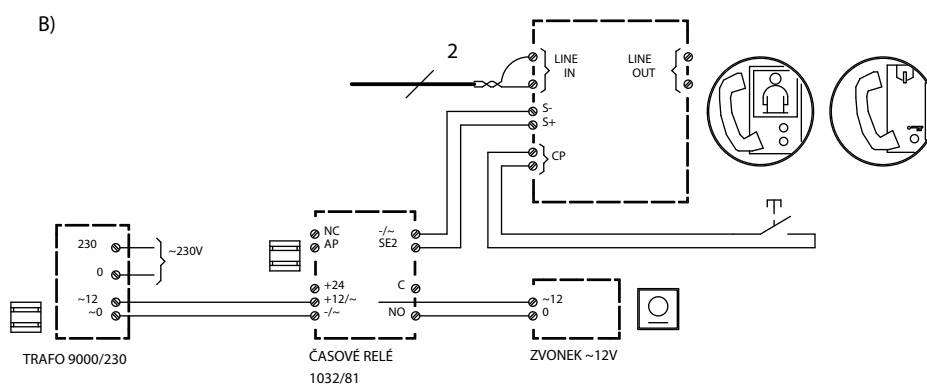 B)
2
LINE
IN
LINE
OUT
S-
S+
CP
NC
AP
-/~
SE2
230
0
~230V
~12
~0
+24
+12/~
-/~
C
NO
~12
0
TRAFO 9000/230
ČASOVÉ RELÉ
1032/81
ZVONEK ~12V